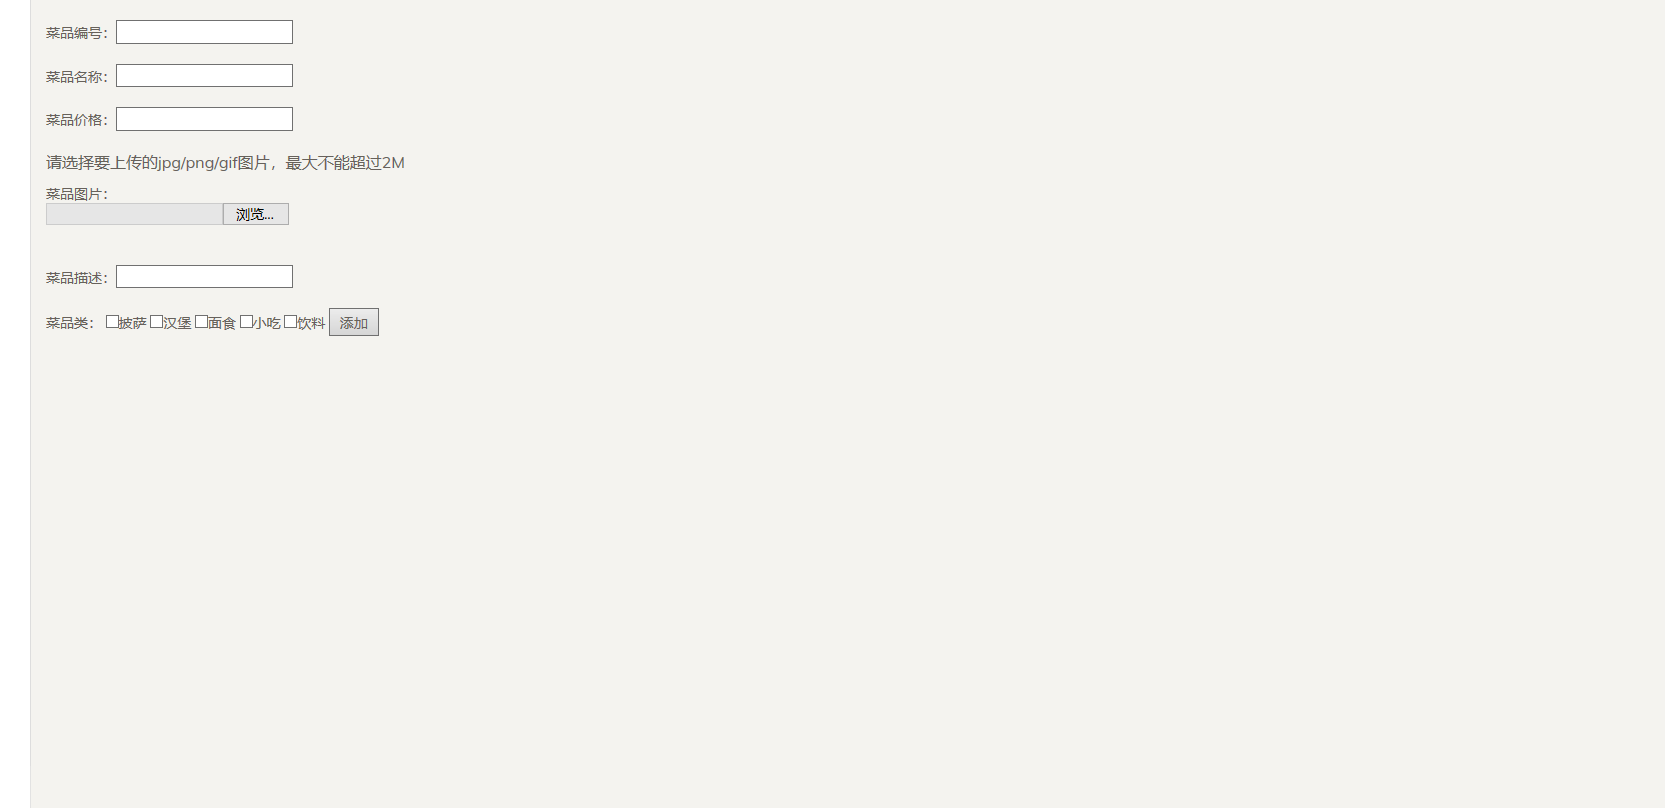 菜品编号：
菜品名称：
菜品价格：
请选择要上传的jpg/png/gif图片，最大不能超过2M
菜品图片：
浏览...
菜品描述：
菜品类： 披萨 汉堡 面食 小吃 饮料 添加